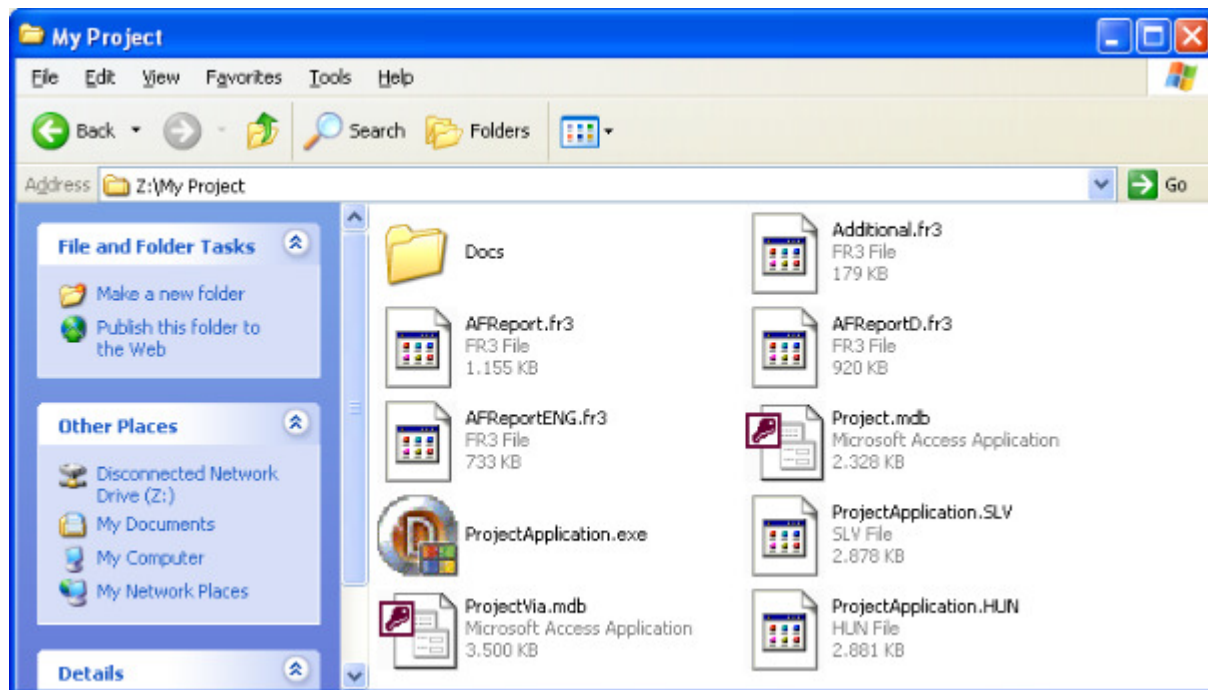 My Project
File Edit View Favorites Tools Help
Back Search Folders
Address Z:\My Project Go
File and Folder Tasks
Make a new folder
Publish this folder to
the Web
Other Places
Disconnected Network
Drive (Z:)
My Documents
My Computer
My Network Places
Details
Docs
Additional.fr3
FR3 File
179 KB
AFReport.fr3
FR3 File
1.155 KB
AFReportD.fr3
FR3 File
920 KB
AFReportENG.fr3
FR3 File
733 KB
Project.mdb
Microsoft Access Application
2.328 KB
ProjectApplication.exe
ProjectApplication.SLV
SLV File
2.878 KB
ProjectVia.mdb
Microsoft Access Application
3.500 KB
ProjectApplication.HUN
HUN File
2.881 KB